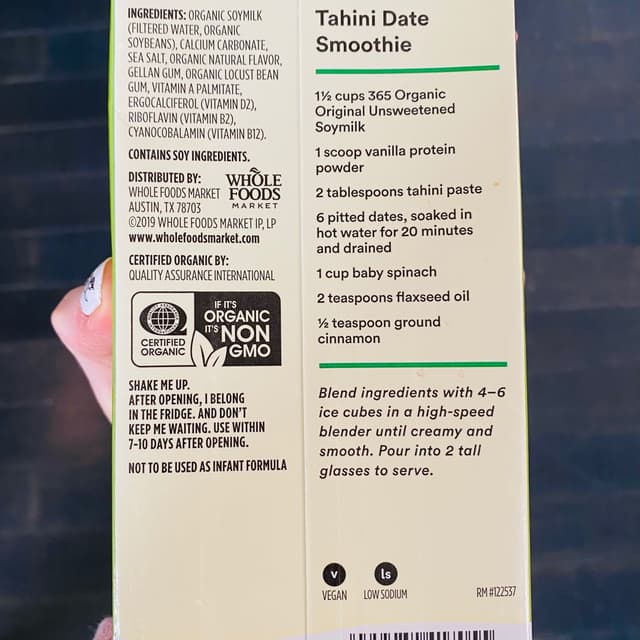 INGREDIENTS: ORGANIC SOYMILK
(FILTERED WATER, ORGANIC
SOYBEANS), CALCIUM CARBONATE,
SEA SALT, ORGANIC NATURAL FLAVOR,
GELLAN GUM, ORGANIC LOCUST BEAN
GUM, VITAMIN A PALMITATE,
ERGOCALCIFEROL (VITAMIN D2),
RIBOFLAVIN (VITAMIN B2),
CYANOCOBALAMIN (VITAMIN B12).
CONTAINS SOY INGREDIENTS.
DISTRIBUTED BY:
WHOLE FOODS MARKET
AUSTIN, TX 78703
©2019 WHOLE FOODS MARKET IP, LP
www.wholefoodsmarket.com
WHOLE
FOODS
MARKET
CERTIFIED ORGANIC BY:
QUALITY ASSURANCE INTERNATIONAL
CERTIFIED
ORGANIC
IF IT'S
ORGANIC
IT'S NON
GMO
SHAKE ME UP.
AFTER OPENING, I BELONG
IN THE FRIDGE. AND DON'T
KEEP ME WAITING. USE WITHIN
7-10 DAYS AFTER OPENING.
NOT TO BE USED AS INFANT FORMULA
Tahini Date
Smoothie
1½ cups 365 Organic
Original Unsweetened
Soymilk
1 scoop vanilla protein
powder
2 tablespoons tahini paste
6 pitted dates, soaked in
hot water for 20 minutes
and drained
1 cup baby spinach
2 teaspoons flaxseed oil
½ teaspoon ground
cinnamon
Blend ingredients with 4–6
ice cubes in a high-speed
blender until creamy and
smooth. Pour into 2 tall
glasses to serve.
v
VEGAN
ls
LOW SODIUM
RM #122537